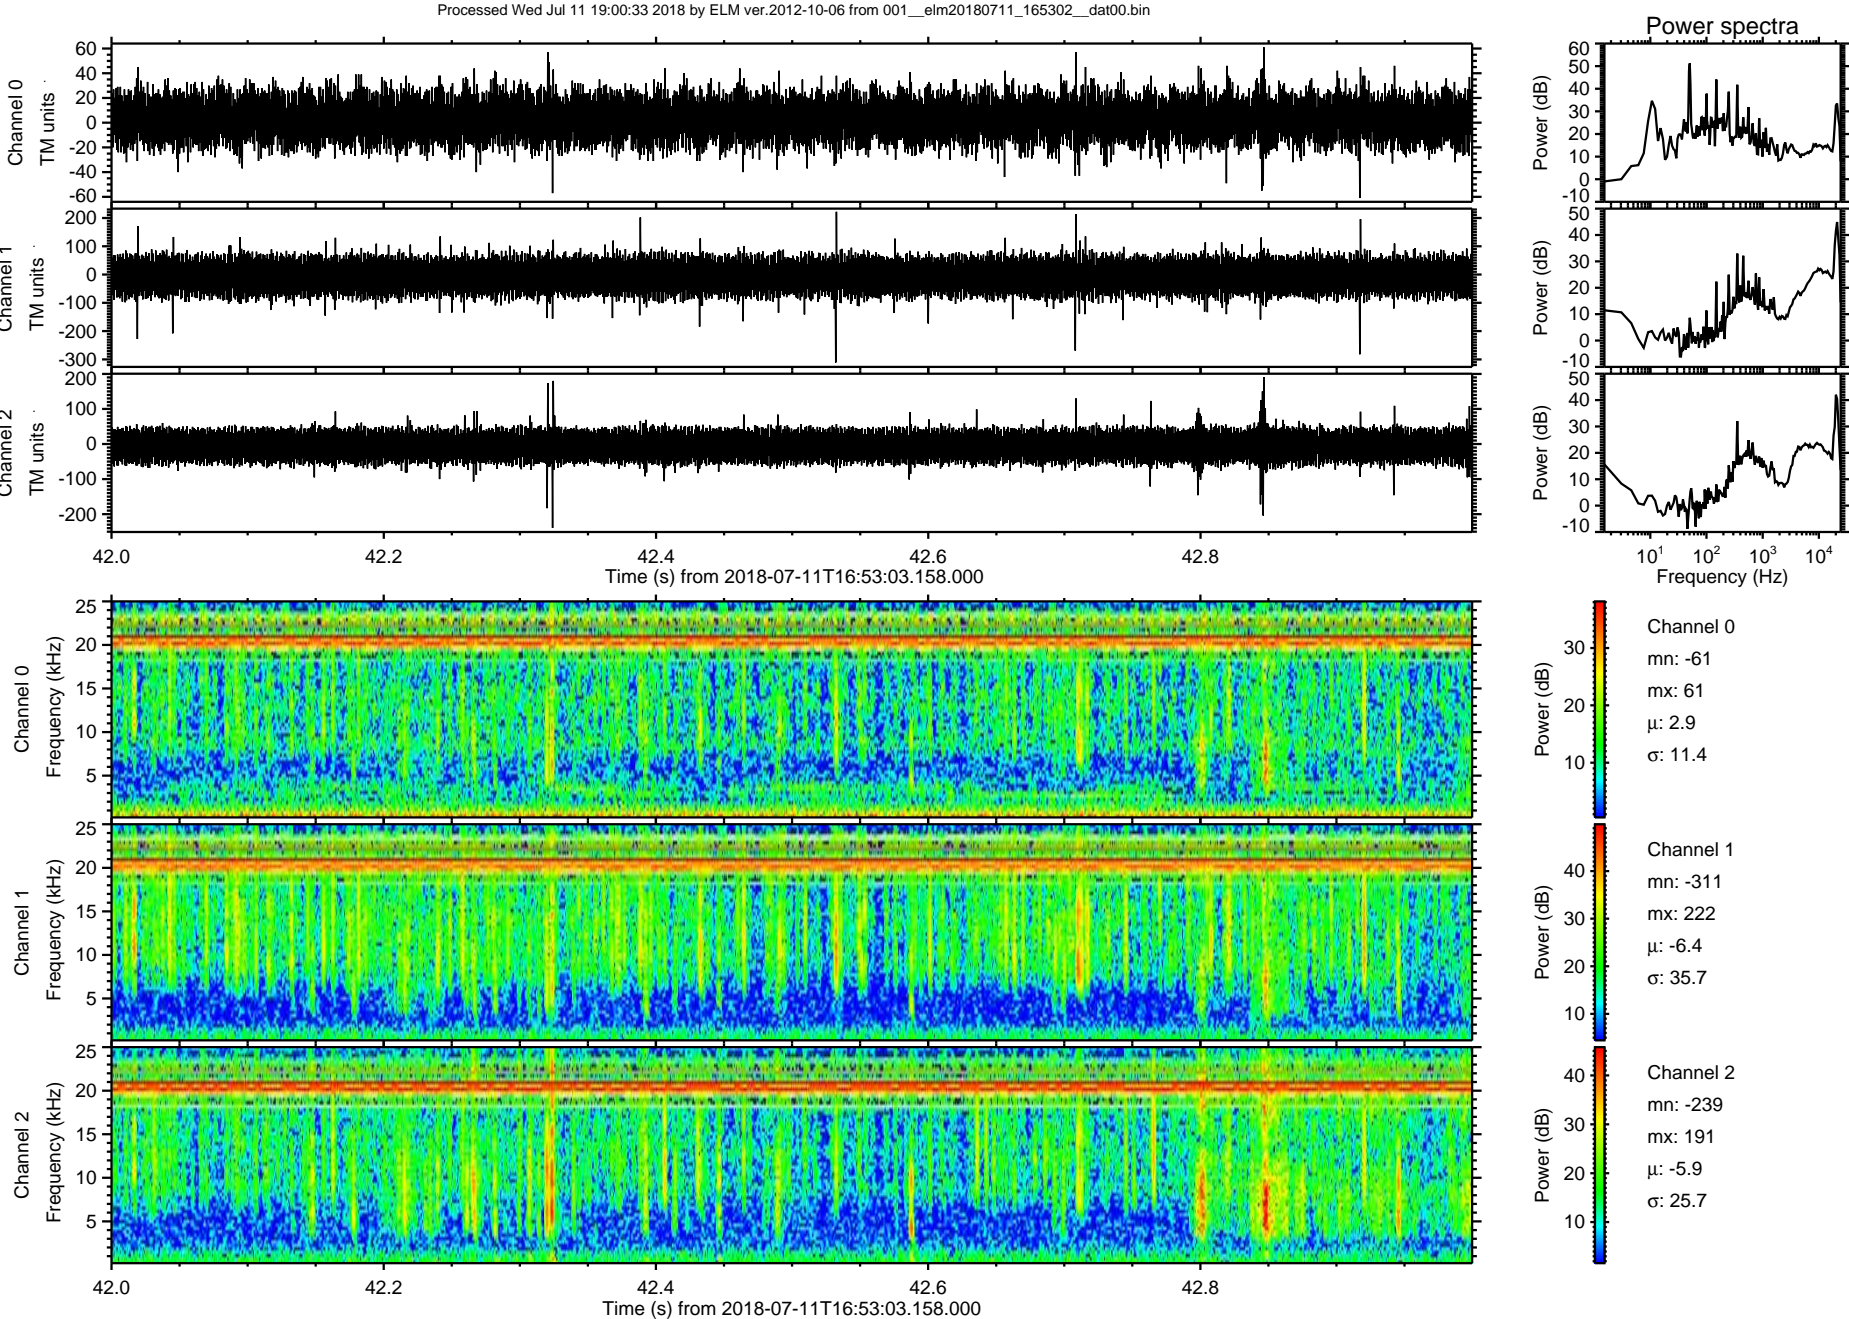 Processed Wed Jul 11 19:00:33 2018 by ELM ver.2012-10-06 from 001__elm20180711_165302__dat00.bin
Power spectra
Channel 0
TM units
60
40
20
0
-20
-40
-60
Power (dB)
60
50
40
30
20
10
0
-10
Channel 1
TM units
200
100
0
-100
-200
-300
Power (dB)
50
40
30
20
10
0
-10
Channel 2
TM units
200
100
0
-100
-200
Power (dB)
50
40
30
20
10
0
-10
42.0 42.2 42.4 42.6 42.8
Time (s) from 2018-07-11T16:53:03.158.000
10¹ 10² 10³ 10⁴
Frequency (Hz)
Channel 0
Frequency (kHz)
25
20
15
10
5
Power (dB)
30
20
10
Channel 0
mn: -61
mx: 61
μ: 2.9
σ: 11.4
Channel 1
Frequency (kHz)
25
20
15
10
5
Power (dB)
40
30
20
10
Channel 1
mn: -311
mx: 222
μ: -6.4
σ: 35.7
Channel 2
Frequency (kHz)
25
20
15
10
5
Power (dB)
40
30
20
10
Channel 2
mn: -239
mx: 191
μ: -5.9
σ: 25.7
42.0 42.2 42.4 42.6 42.8
Time (s) from 2018-07-11T16:53:03.158.000